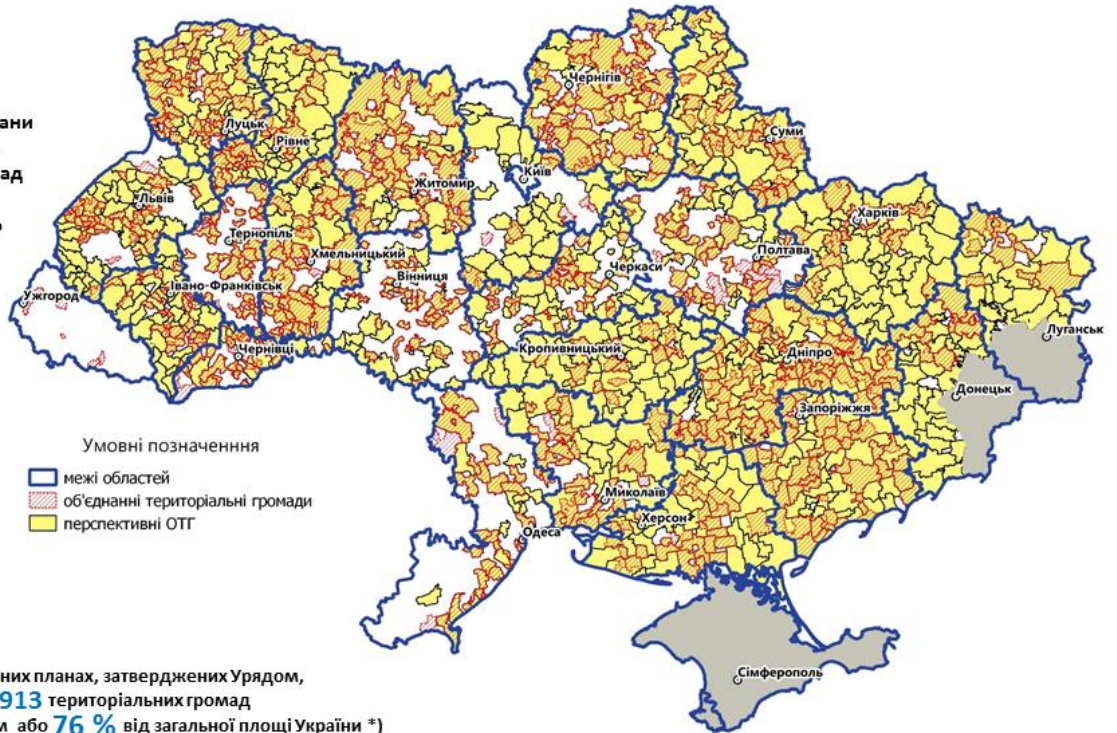 ани
ад
Чернігів
Луцьк
Рівне
Суми
Київ
Житомир
Львів
Харків
Тернопіль
Полтава
Хмельницький
Черкаси
Вінниця
Івано-Франківськ
Ужгород
Луганськ
Чернівці
Кропивницький
Дніпро
Донецьк
Запоріжжя
Умовні позначенння
межі областей
об'єднанні територіальні громади
перспективні ОТГ
Миколаїв
Херсон
Одеса
Сімферополь
них планах, затверджених Урядом,
913 територіальних громад
м або 76 % від загальної площі України *)